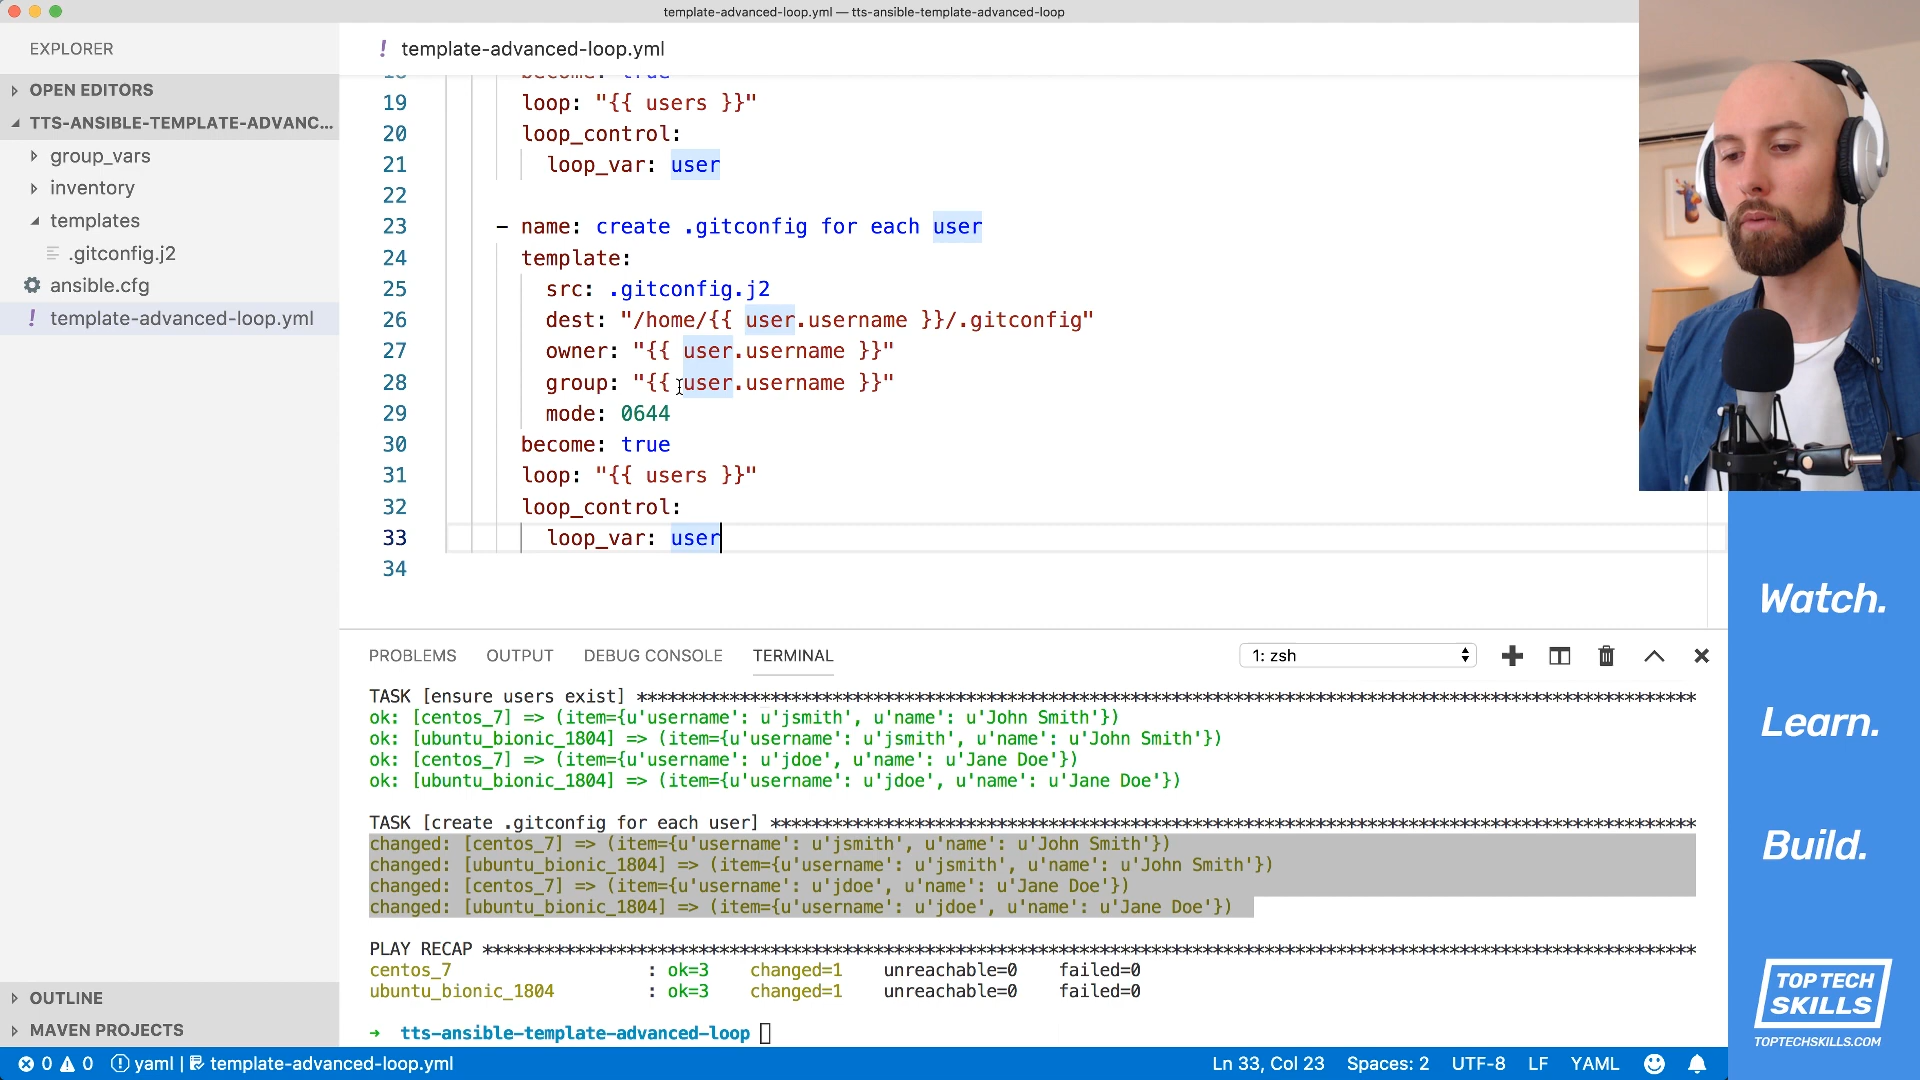 template-advanced-loop.yml — tts-ansible-template-advanced-loop
EXPLORER
OPEN EDITORS
TTS-ANSIBLE-TEMPLATE-ADVANC...
group_vars
inventory
templates
.gitconfig.j2
ansible.cfg
! template-advanced-loop.yml
OUTLINE
MAVEN PROJECTS
! template-advanced-loop.yml
18 become: true
19 loop: "{{ users }}"
20 loop_control:
21 loop_var: user
22
23 - name: create .gitconfig for each user
24 template:
25 src: .gitconfig.j2
26 dest: "/home/{{ user.username }}/.gitconfig"
27 owner: "{{ user.username }}"
28 group: "{{ user.username }}"
29 mode: 0644
30 become: true
31 loop: "{{ users }}"
32 loop_control:
33 loop_var: user
34
PROBLEMS OUTPUT DEBUG CONSOLE TERMINAL 1: zsh
TASK [ensure users exist] ******************************************************************************************************
ok: [centos_7] => (item={u'username': u'jsmith', u'name': u'John Smith'})
ok: [ubuntu_bionic_1804] => (item={u'username': u'jsmith', u'name': u'John Smith'})
ok: [centos_7] => (item={u'username': u'jdoe', u'name': u'Jane Doe'})
ok: [ubuntu_bionic_1804] => (item={u'username': u'jdoe', u'name': u'Jane Doe'})
TASK [create .gitconfig for each user] *****************************************************************************************
changed: [centos_7] => (item={u'username': u'jsmith', u'name': u'John Smith'})
changed: [ubuntu_bionic_1804] => (item={u'username': u'jsmith', u'name': u'John Smith'})
changed: [centos_7] => (item={u'username': u'jdoe', u'name': u'Jane Doe'})
changed: [ubuntu_bionic_1804] => (item={u'username': u'jdoe', u'name': u'Jane Doe'})
PLAY RECAP *********************************************************************************************************************
centos_7 : ok=3 changed=1 unreachable=0 failed=0
ubuntu_bionic_1804 : ok=3 changed=1 unreachable=0 failed=0
→ tts-ansible-template-advanced-loop
0 0 yaml | template-advanced-loop.yml Ln 33, Col 23 Spaces: 2 UTF-8 LF YAML
Watch.
Learn.
Build.
TOP TECH
SKILLS
TOPTECHSKILLS.COM